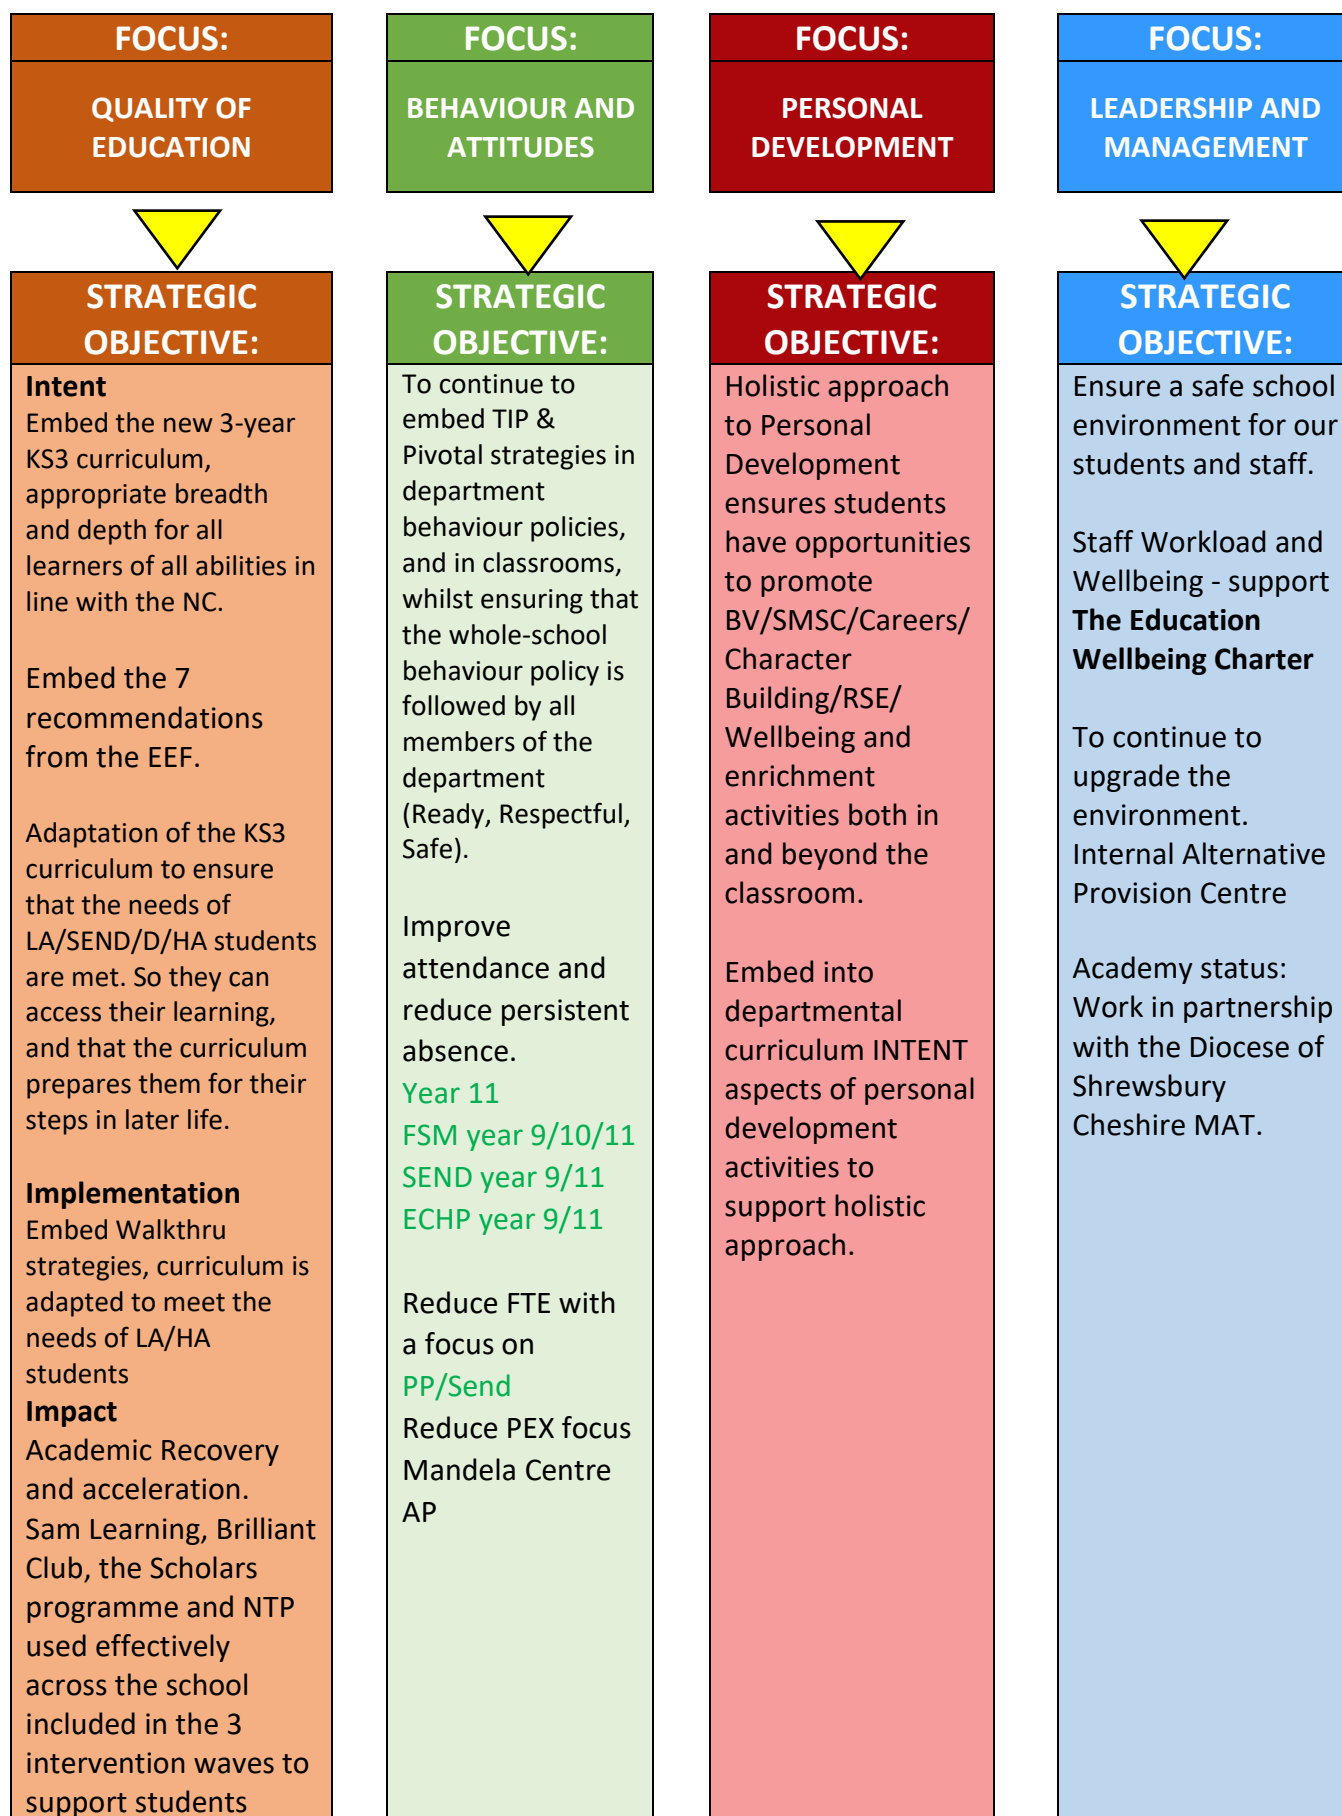 FOCUS:
QUALITY OF
EDUCATION
STRATEGIC
OBJECTIVE:
Intent
Embed the new 3-year
KS3 curriculum,
appropriate breadth
and depth for all
learners of all abilities in
line with the NC.
Embed the 7
recommendations
from the EEF.
Adaptation of the KS3
curriculum to ensure
that the needs of
LA/SEND/D/HA students
are met. So they can
access their learning,
and that the curriculum
prepares them for their
steps in later life.
Implementation
Embed Walkthru
strategies, curriculum is
adapted to meet the
needs of LA/HA
students
Impact
Academic Recovery
and acceleration.
Sam Learning, Brilliant
Club, the Scholars
programme and NTP
used effectively
across the school
included in the 3
intervention waves to
support students
FOCUS:
BEHAVIOUR AND
ATTITUDES
STRATEGIC
OBJECTIVE:
To continue to
embed TIP &
Pivotal strategies in
department
behaviour policies,
and in classrooms,
whilst ensuring that
the whole-school
behaviour policy is
followed by all
members of the
department
(Ready, Respectful,
Safe).
Improve
attendance and
reduce persistent
absence.
Year 11
FSM year 9/10/11
SEND year 9/11
ECHP year 9/11
Reduce FTE with
a focus on
PP/Send
Reduce PEX focus
Mandela Centre
AP
FOCUS:
PERSONAL
DEVELOPMENT
STRATEGIC
OBJECTIVE:
Holistic approach
to Personal
Development
ensures students
have opportunities
to promote
BV/SMSC/Careers/
Character
Building/RSE/
Wellbeing and
enrichment
activities both in
and beyond the
classroom.
Embed into
departmental
curriculum INTENT
aspects of personal
development
activities to
support holistic
approach.
FOCUS:
LEADERSHIP AND
MANAGEMENT
STRATEGIC
OBJECTIVE:
Ensure a safe school
environment for our
students and staff.
Staff Workload and
Wellbeing - support
The Education
Wellbeing Charter
To continue to
upgrade the
environment.
Internal Alternative
Provision Centre
Academy status:
Work in partnership
with the Diocese of
Shrewsbury
Cheshire MAT.